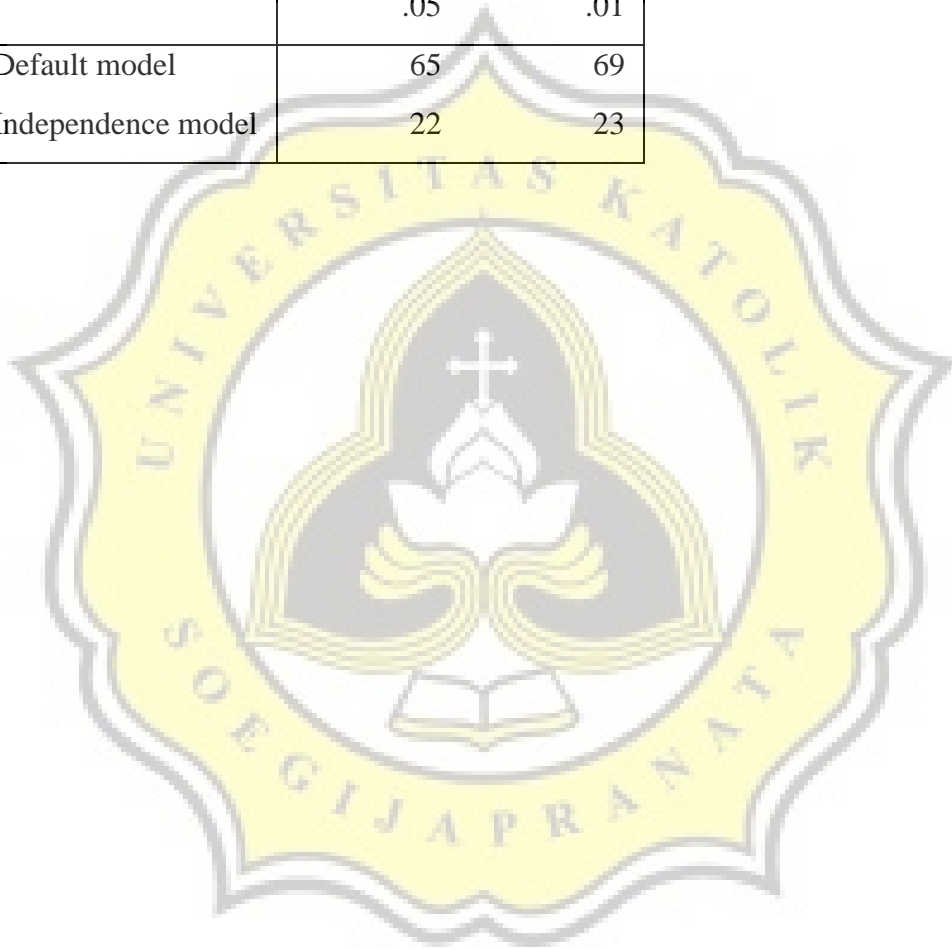 .05 .01
Default model 65 69
Independence model 22 23
UNIVERSITAS KATOLIK
SOEGIJAPRANATA